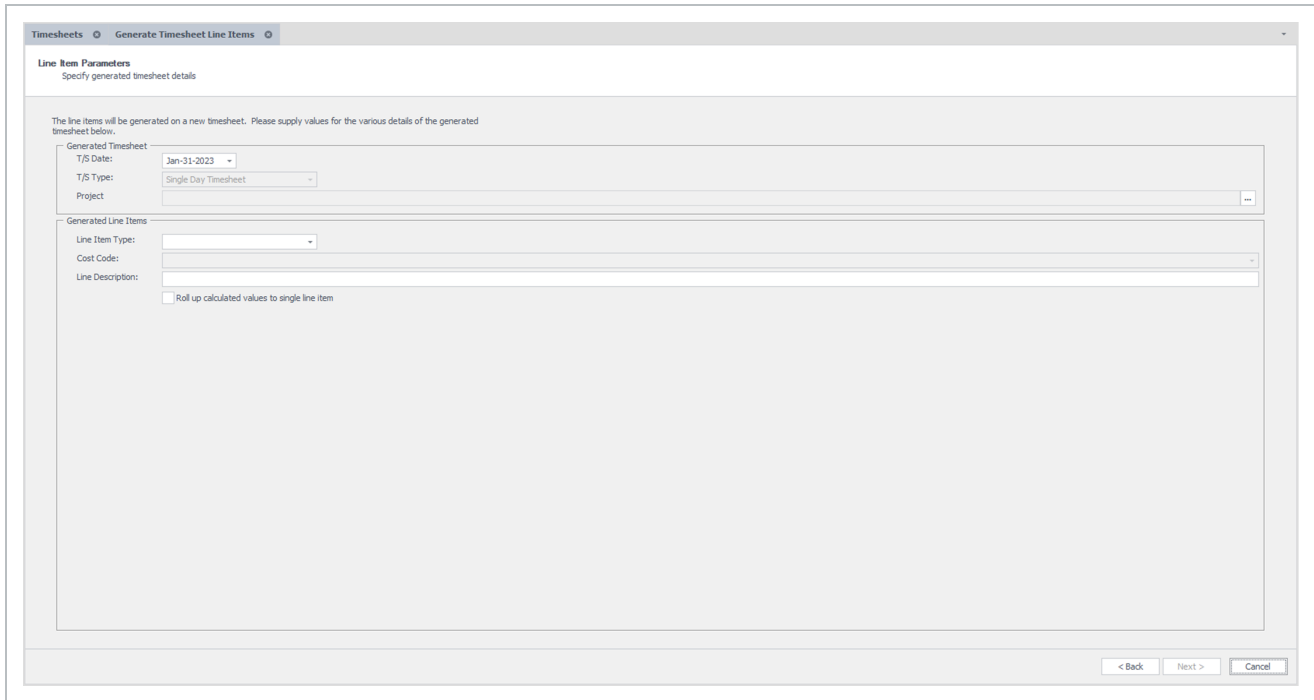 Timesheets Generate Timesheet Line Items
Line Item Parameters
Specify generated timesheet details
The line items will be generated on a new timesheet. Please supply values for the various details of the generated
timesheet below.
Generated Timesheet
T/S Date: Jan-31-2023
T/S Type: Single Day Timesheet
Project ...
Generated Line Items
Line Item Type:
Cost Code:
Line Description:
Roll up calculated values to single line item
< Back Next > Cancel